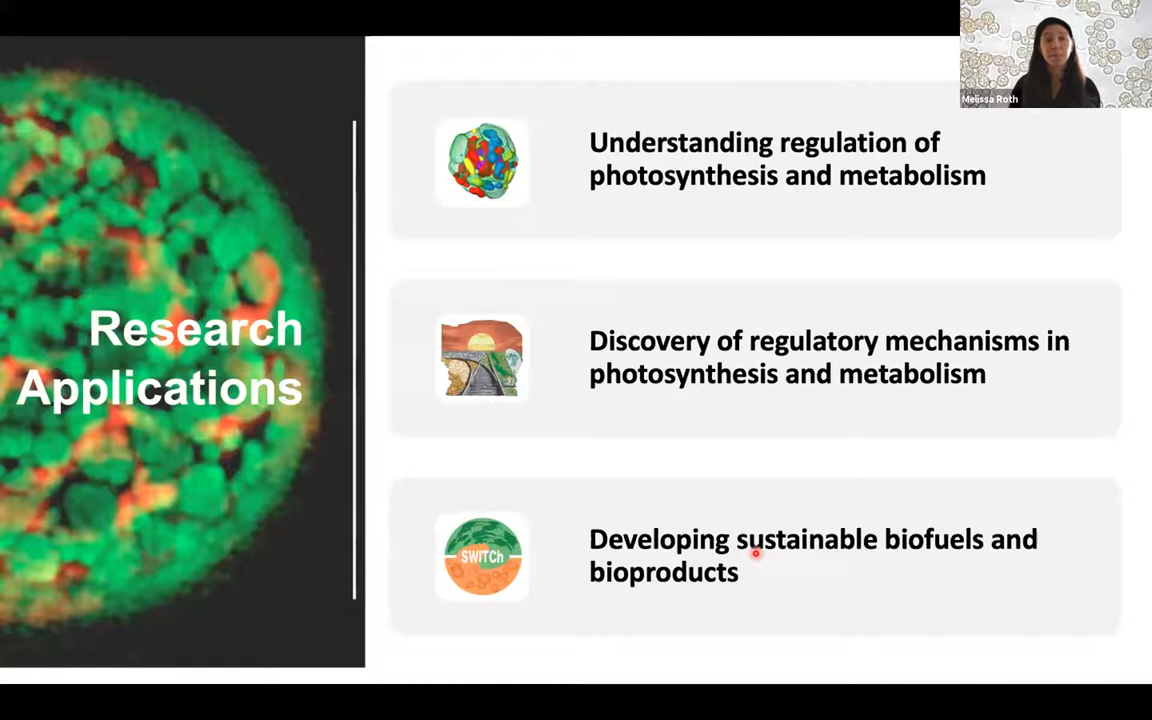 Melissa Roth
Research
Applications
Understanding regulation of
photosynthesis and metabolism
Discovery of regulatory mechanisms in
photosynthesis and metabolism
SWITCh
Developing sustainable biofuels and
bioproducts